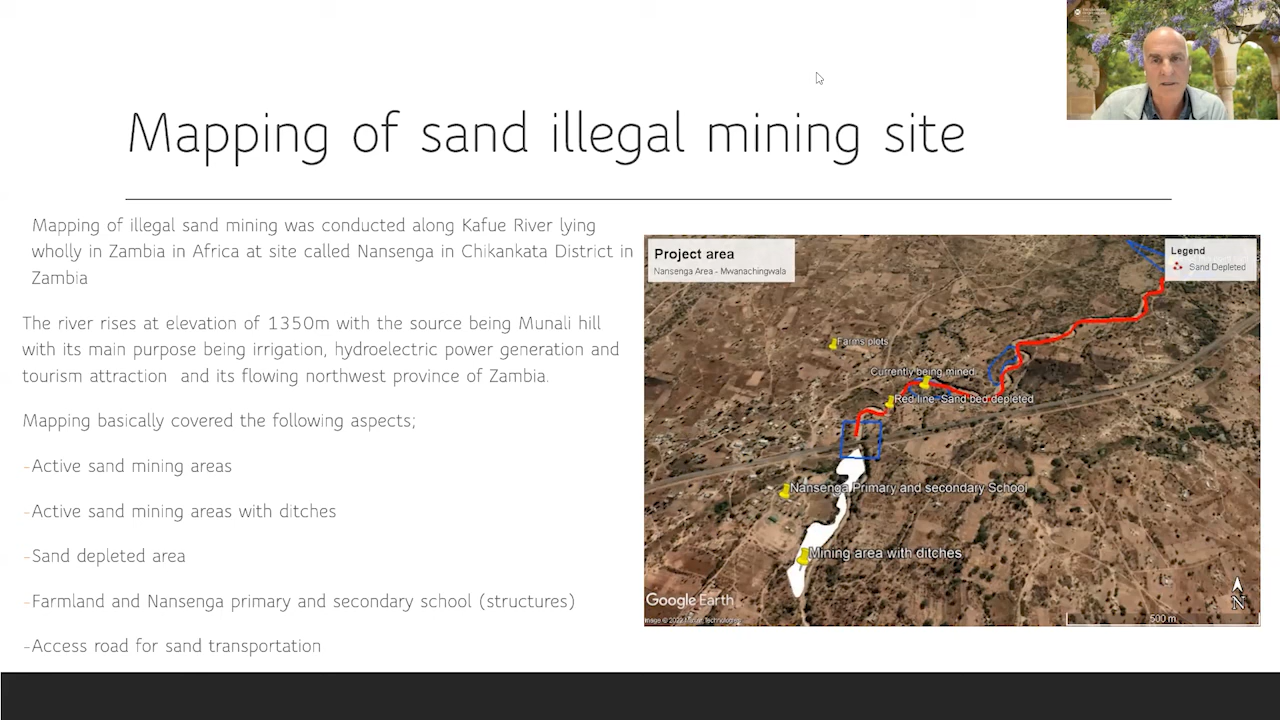 Mapping of sand illegal mining site
Mapping of illegal sand mining was conducted along Kafue River lying
wholly in Zambia in Africa at site called Nansenga in Chikankata District in
Zambia
The river rises at elevation of 1350m with the source being Munali hill
with its main purpose being irrigation, hydroelectric power generation and
tourism attraction and its flowing northwest province of Zambia.
Mapping basically covered the following aspects;
-Active sand mining areas
-Active sand mining areas with ditches
-Sand depleted area
-Farmland and Nansenga primary and secondary school (structures)
-Access road for sand transportation
Project area
Nansenga Area - Mwanachingwala
Legend
Sand Depleted
Farms plots
Currently being mined
Red line- Sand bed depleted
Nansenga Primary and secondary School
Mining area with ditches
Google Earth
Image © 2022 Maxar Technologies
N
500 m